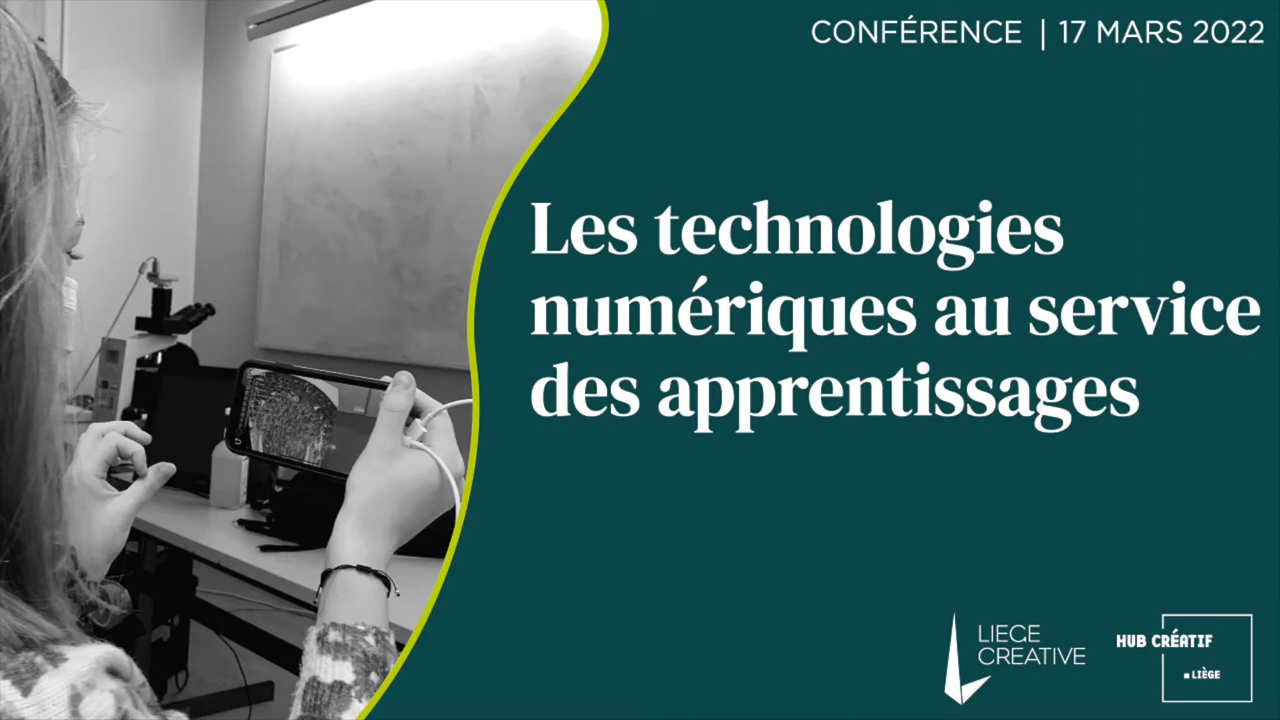 CONFÉRENCE | 17 MARS 2022
Les technologies
numériques au service
des apprentissages
LIEGE
CREATIVE
HUB CRÉATIF
LIÈGE